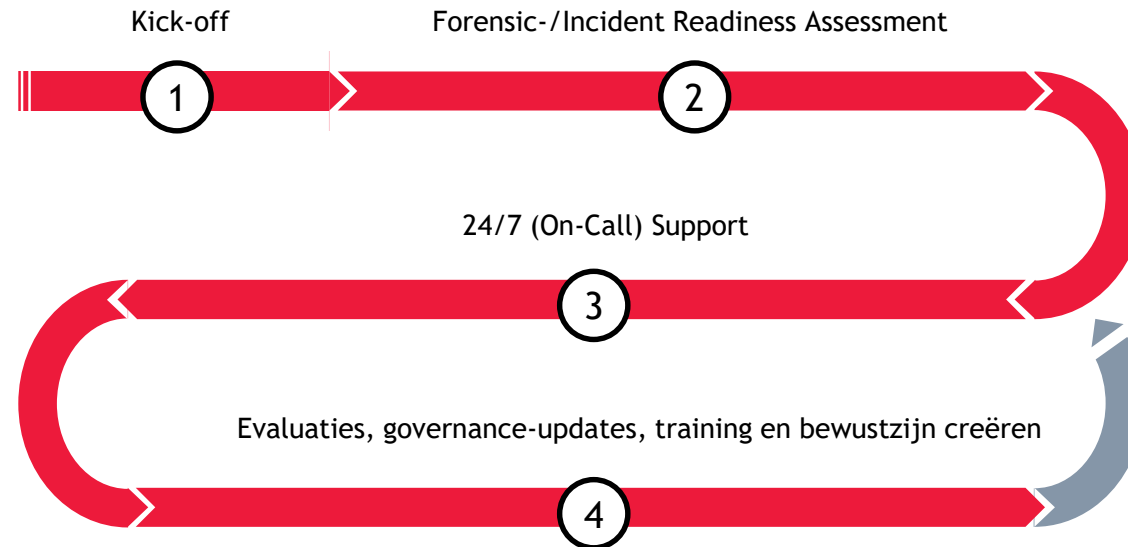 Kick-off
Forensic-/Incident Readiness Assessment
1
2
24/7 (On-Call) Support
3
Evaluaties, governance-updates, training en bewustzijn creëren
4